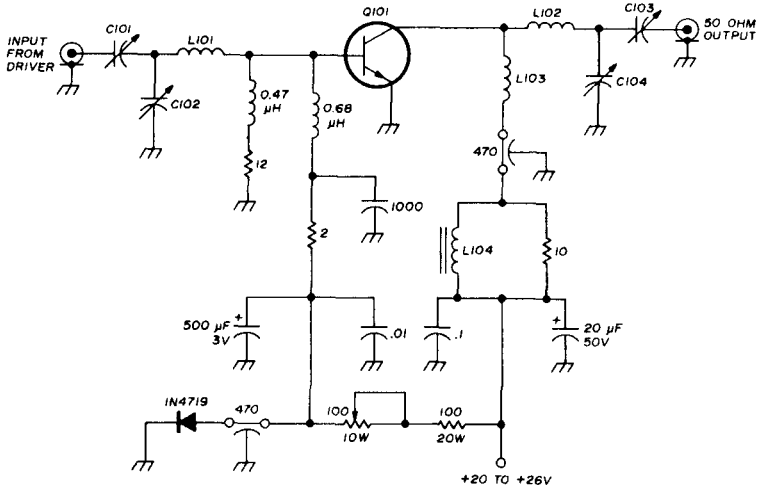 Q101
L102
C103
50 OHM
OUTPUT
INPUT
FROM
DRIVER
C101
L101
L103
C104
C102
0.47
µH
0.68
µH
470
12
1000
2
L104
10
500 µF
3V
+
.01
.1
+
20 µF
50V
1N4719
470
100
10W
100
20W
+20 TO +26V